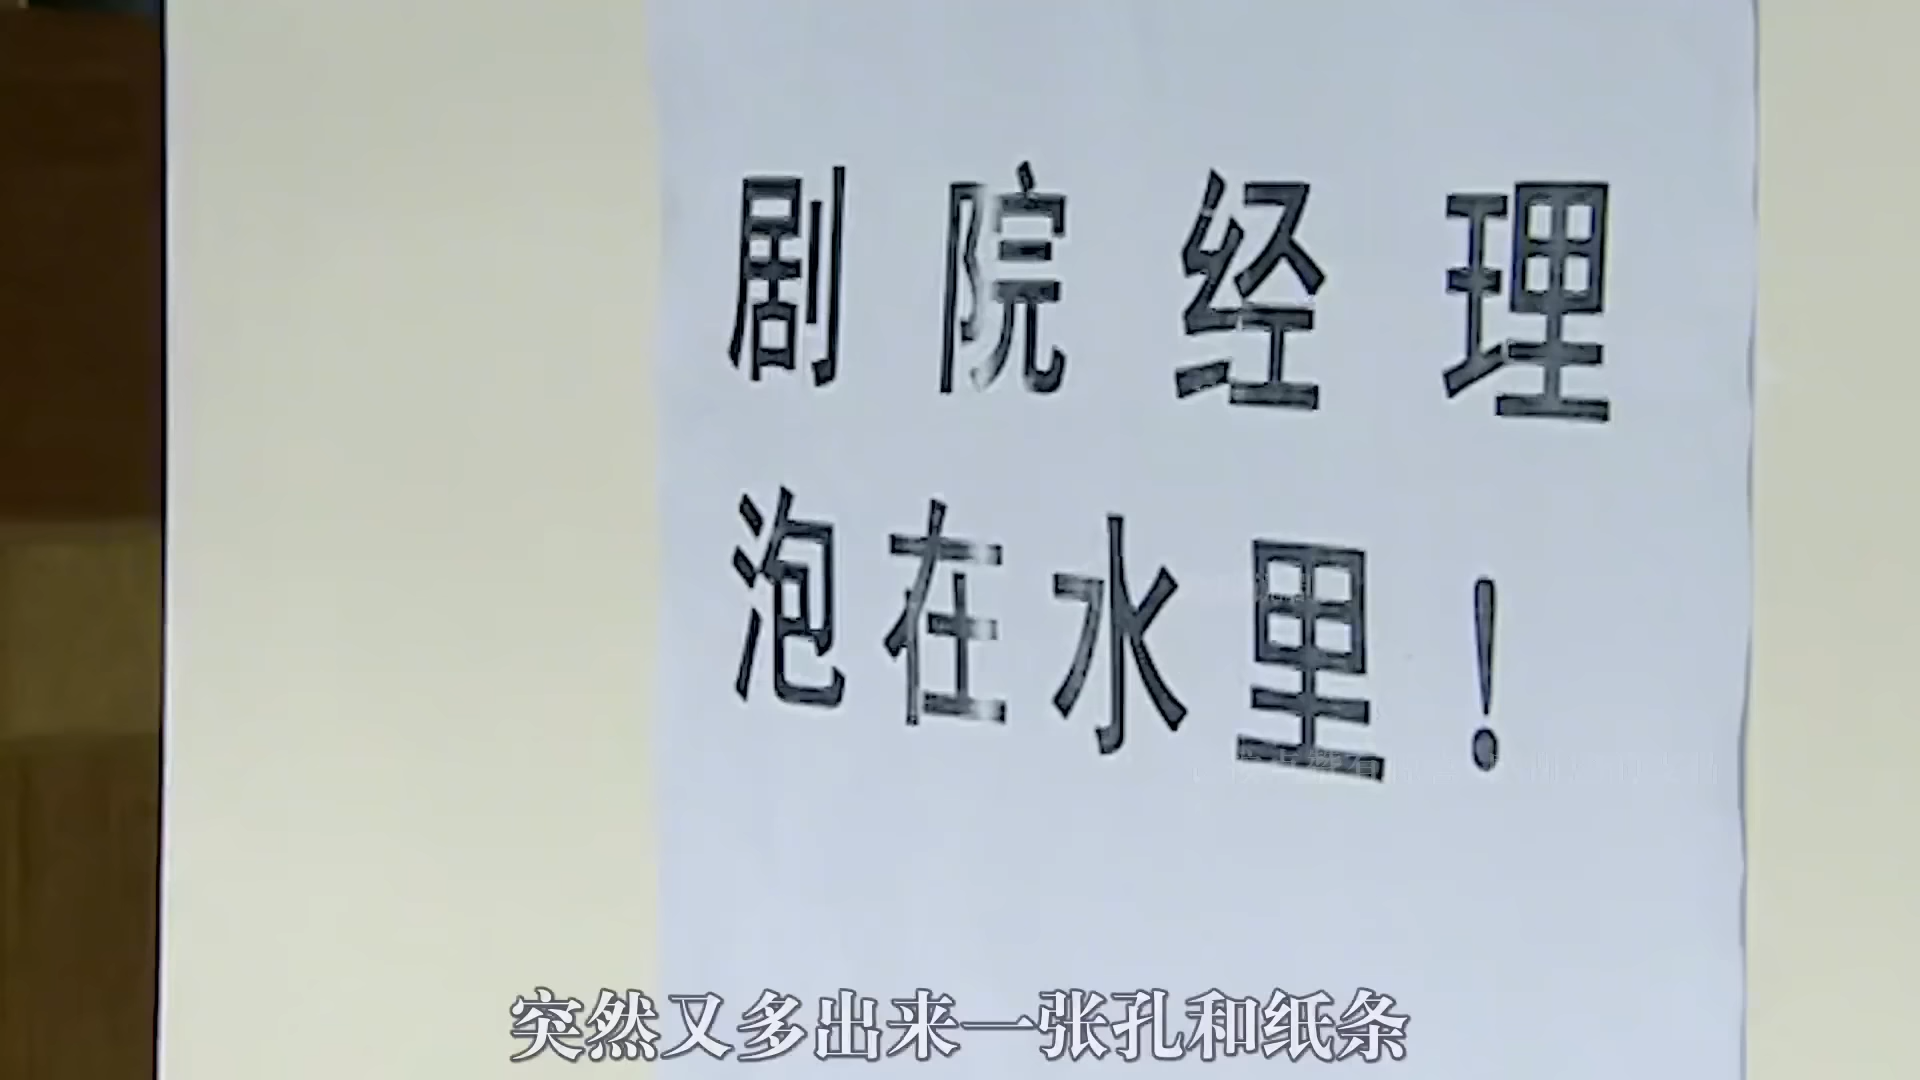 剧院经理
泡在水里！
突然又多出来一张孔和纸条